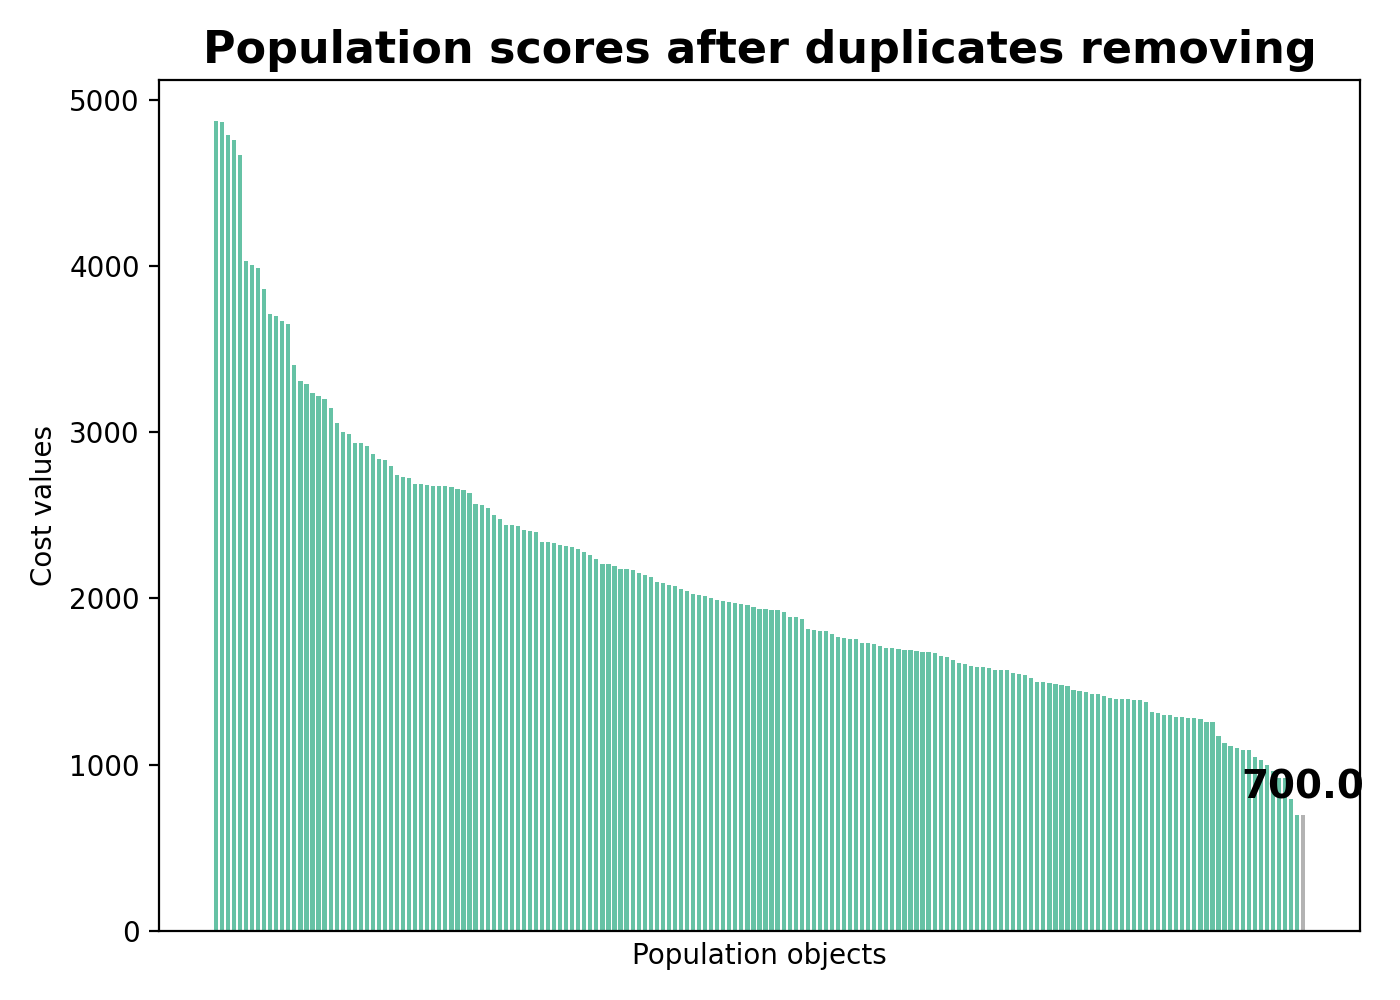 Population scores after duplicates removing
5000
4000
3000
2000
1000
0
Cost values
700.0
Population objects